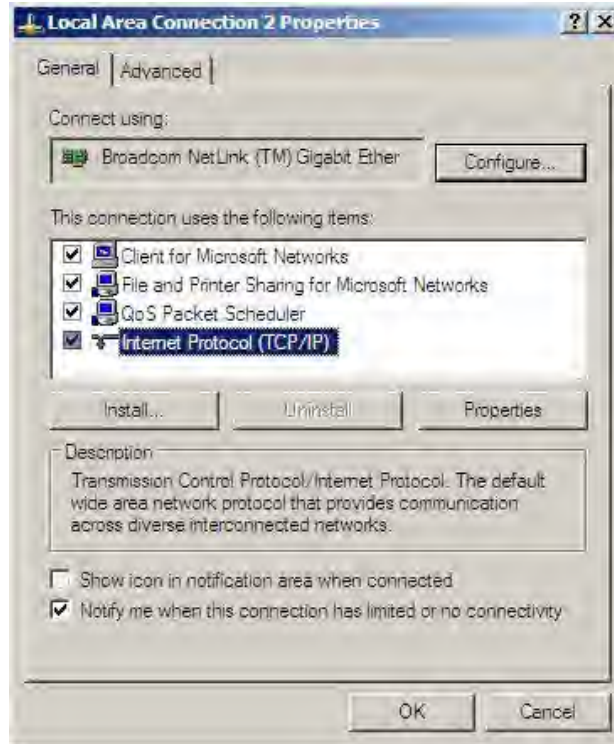 Local Area Connection 2 Properties
General
Advanced
Connect using:
Broadcom NetLink (TM) Gigabit Ether
Configure...
This connection uses the following items:
Client for Microsoft Networks
File and Printer Sharing for Microsoft Networks
QoS Packet Scheduler
Internet Protocol (TCP/IP)
Install...
Uninstall
Properties
Description
Transmission Control Protocol/Internet Protocol. The default
wide area network protocol that provides communication
across diverse interconnected networks.
Show icon in notification area when connected
Notify me when this connection has limited or no connectivity
OK
Cancel